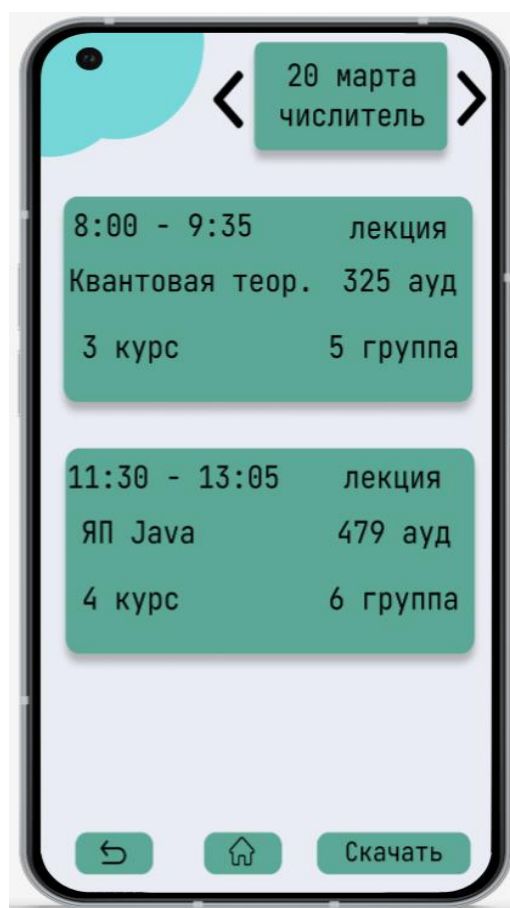 20 марта
числитель
8:00 - 9:35 лекция
Квантовая теор. 325 ауд
3 курс 5 группа
11:30 - 13:05 лекция
ЯП Java 479 ауд
4 курс 6 группа
Скачать